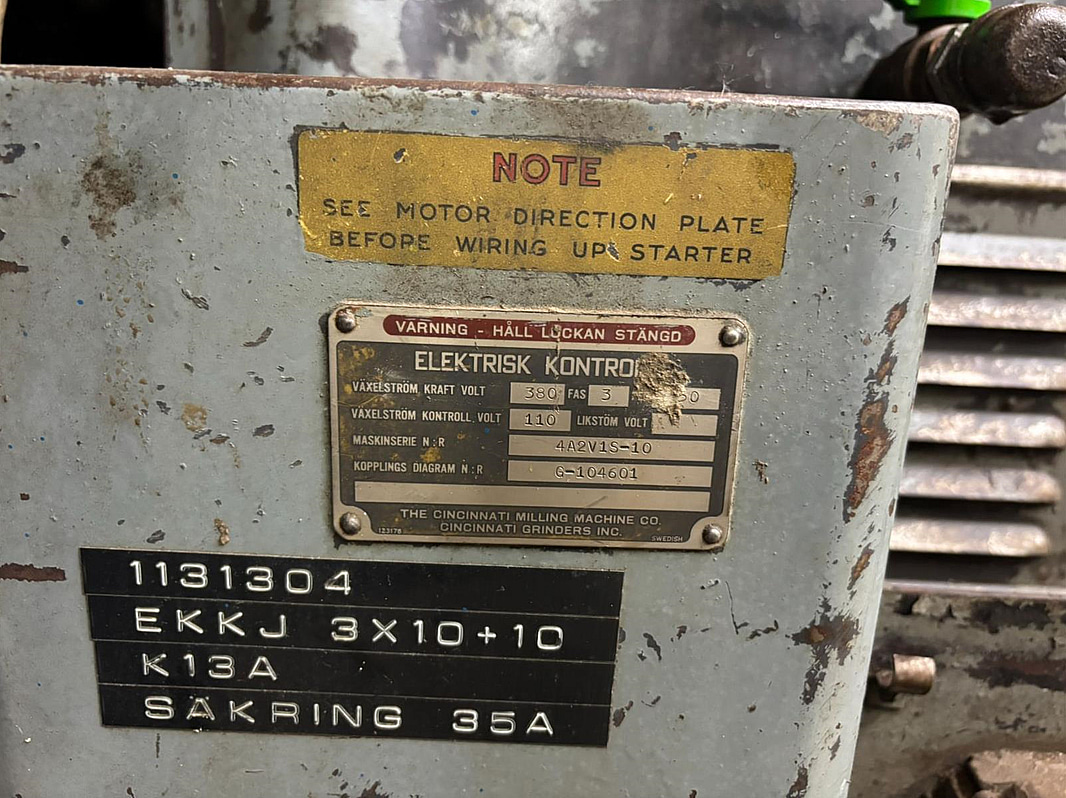 NOTE
SEE MOTOR DIRECTION PLATE
BEFORE WIRING UP STARTER
VARNING - HÅLL LUCKAN STÄNGD
ELEKTRISK
VÄXELSTRÖM KRAFT VOLT 380 FAS 3
VÄXELSTRÖM KONTROLL VOLT 110 LIKSTÖM VOLT
MASKINSERIE N:R 4A2V1S-10
KOPPLINGS DIAGRAM N:R G-104601
THE CINCINNATI MILLING MACHINE CO.
CINCINNATI GRINDERS INC.
123178 SWEDISH
1131304
EKKJ 3X10+10
K13A
SÄKRING 35A